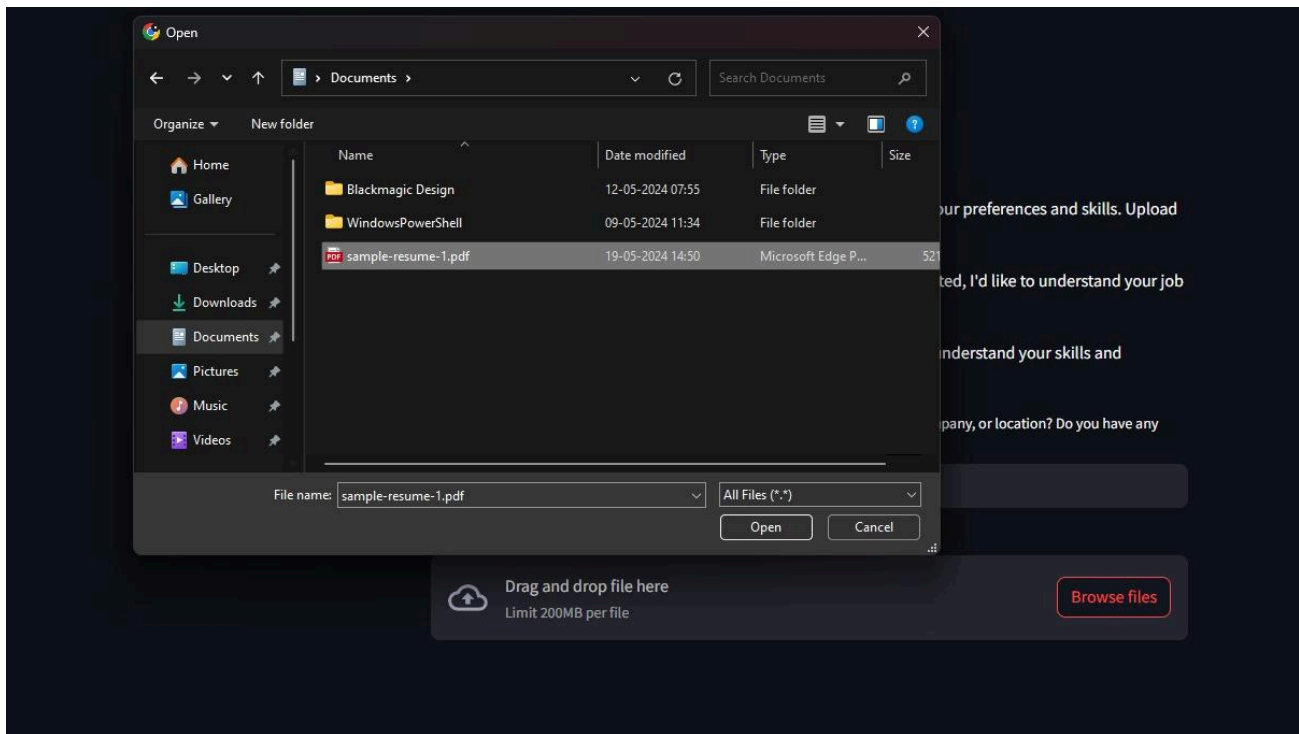 Open
Documents
Search Documents
Organize
New folder
Home
Gallery
Desktop
Downloads
Documents
Pictures
Music
Videos
Name Date modified Type Size
Blackmagic Design 12-05-2024 07:55 File folder
WindowsPowerShell 09-05-2024 11:34 File folder
PDF sample-resume-1.pdf 19-05-2024 14:50 Microsoft Edge P... 521
File name: sample-resume-1.pdf All Files (*.*)
Open Cancel
our preferences and skills. Upload
ted, I'd like to understand your job
nderstand your skills and
pany, or location? Do you have any
Drag and drop file here
Limit 200MB per file
Browse files